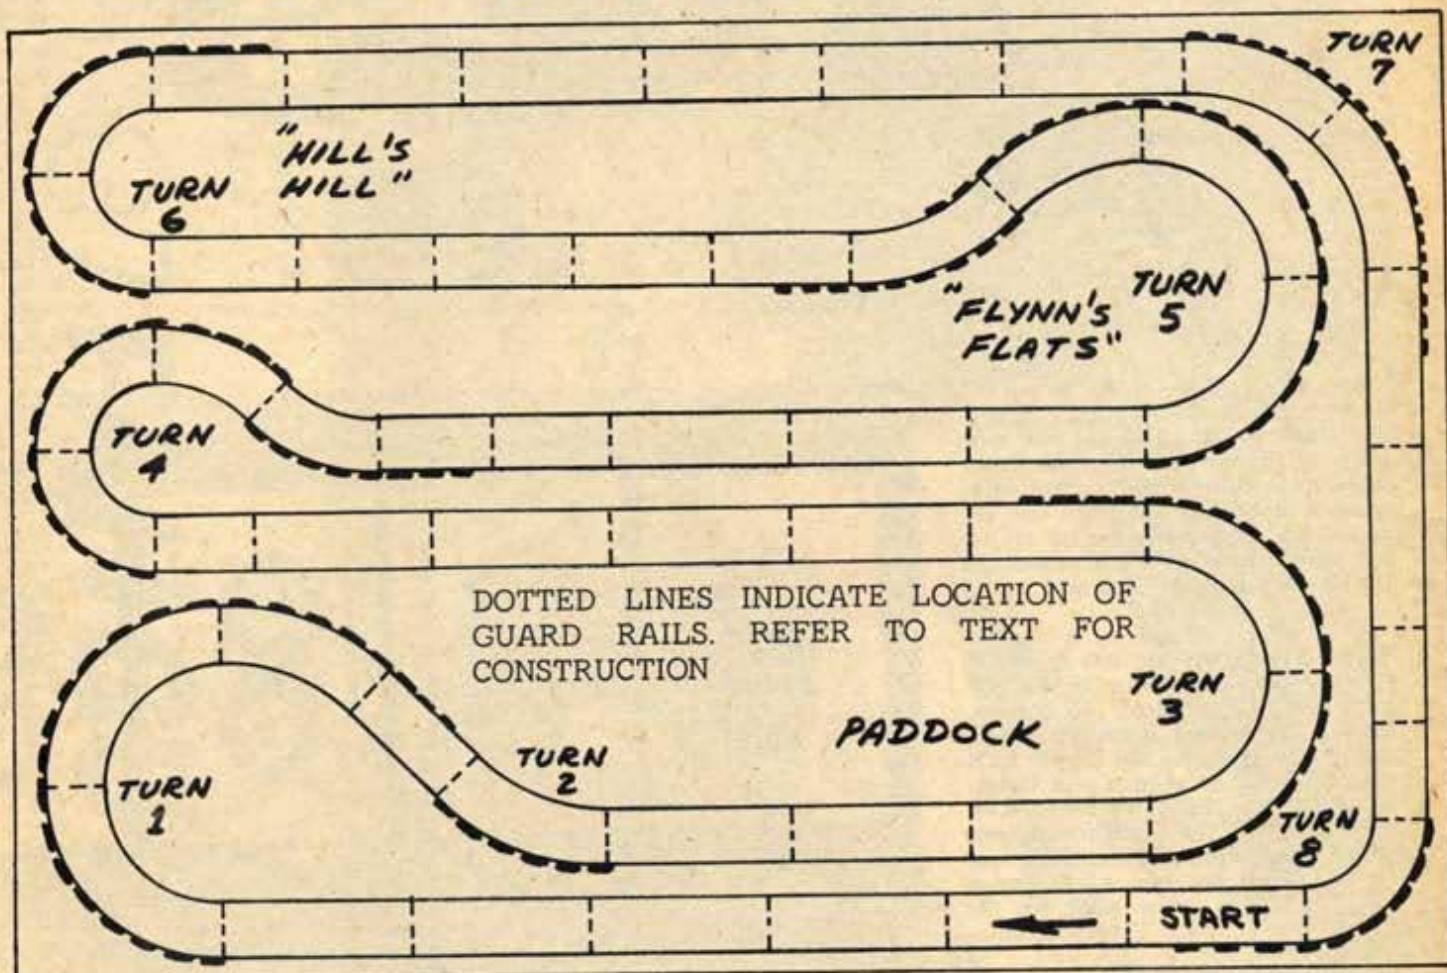 TURN
7
"HILL'S
HILL"
TURN
6
"FLYNN'S
FLATS"
TURN
5
TURN
4
DOTTED LINES INDICATE LOCATION OF
GUARD RAILS. REFER TO TEXT FOR
CONSTRUCTION
TURN
3
PADDOCK
TURN
2
TURN
1
TURN
8
START